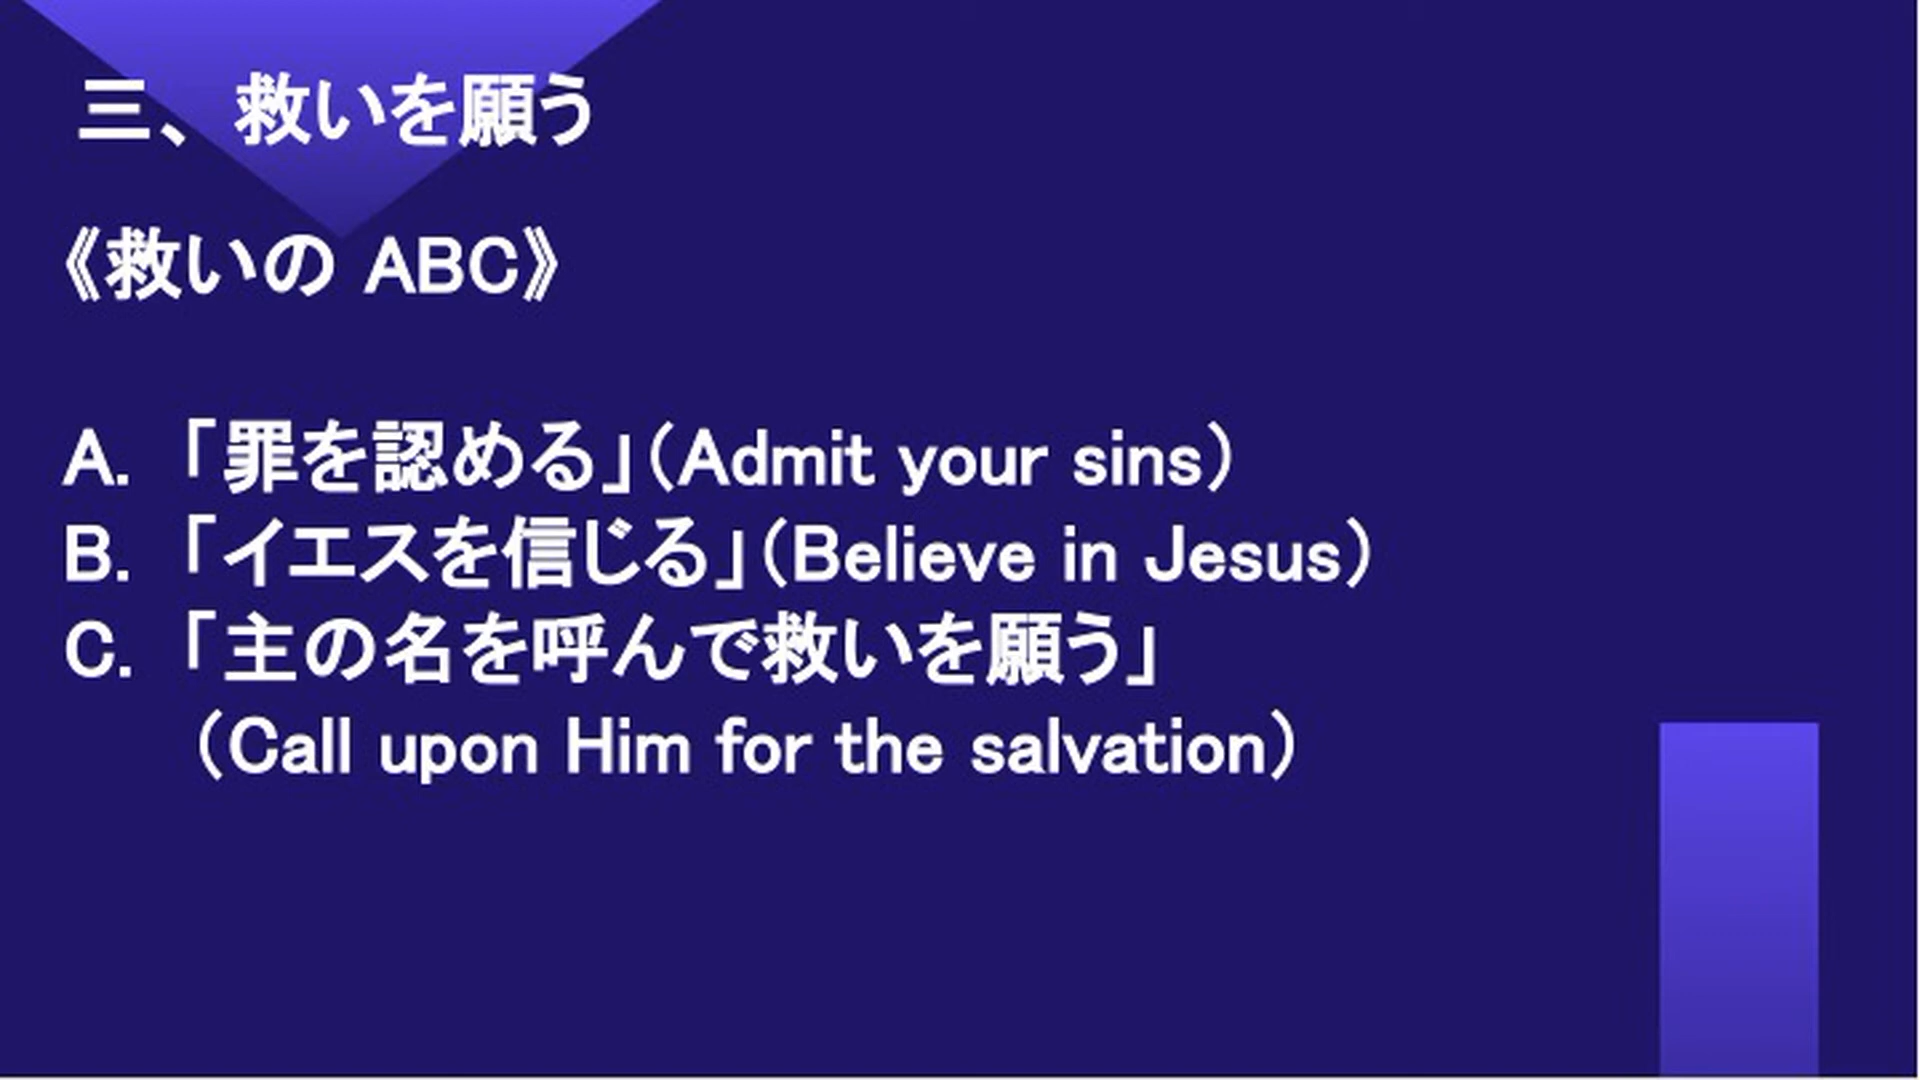 三、救いを願う
《救いの ABC》
A. 「罪を認める」（Admit your sins）
B. 「イエスを信じる」（Believe in Jesus）
C. 「主の名を呼んで救いを願う」
（Call upon Him for the salvation）